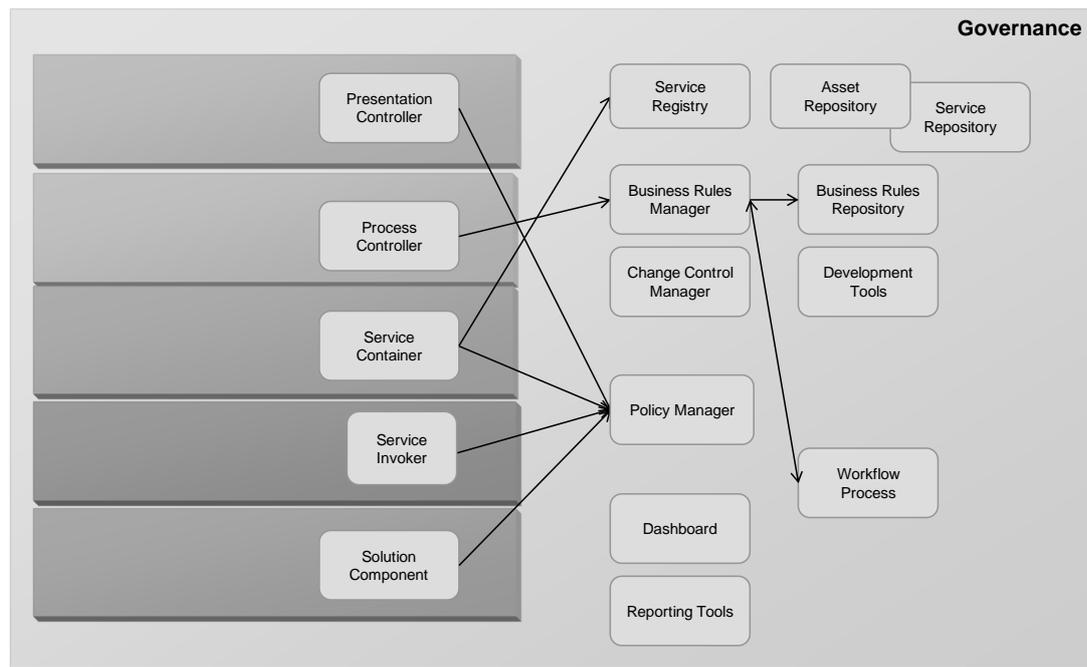 Governance
Presentation
Controller
Service
Registry
Asset
Repository
Service
Repository
Process
Controller
Business Rules
Manager
Business Rules
Repository
Change Control
Manager
Development
Tools
Service
Container
Policy Manager
Service
Invoker
Workflow
Process
Dashboard
Solution
Component
Reporting Tools